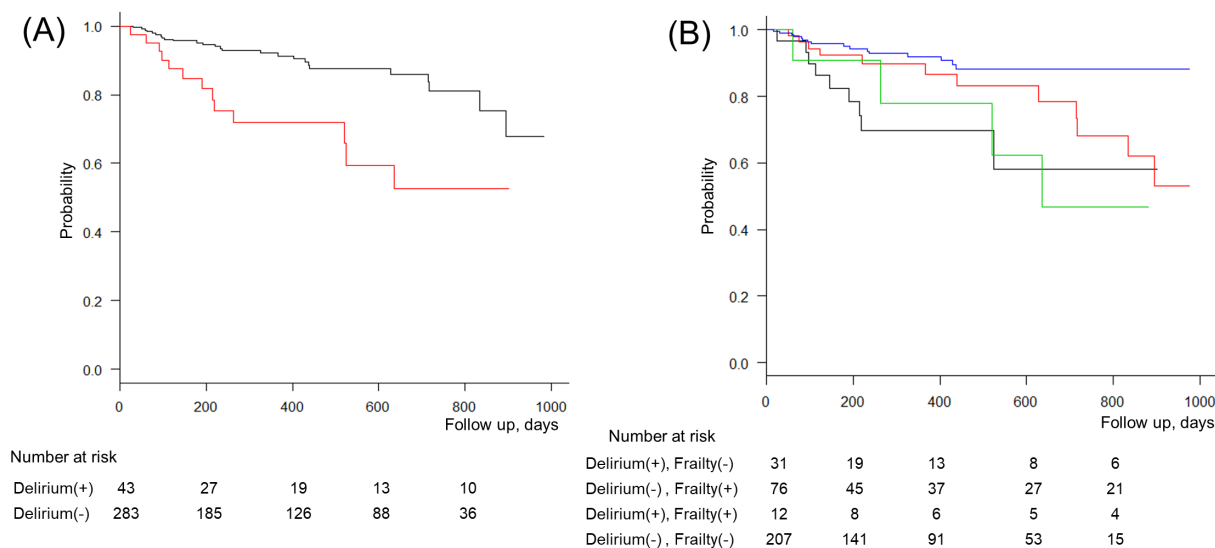 (A)
1.0
0.8
0.6
0.4
0.2
0.0
Probability
0 200 400 600 800 1000
Follow up, days
Number at risk
Delirium(+) 43 27 19 13 10
Delirium(-) 283 185 126 88 36
(B)
1.0
0.8
0.6
0.4
0.2
0.0
Probability
0 200 400 600 800 1000
Follow up, days
Number at risk
Delirium(+), Frailty(-) 31 19 13 8 6
Delirium(-) , Frailty(+) 76 45 37 27 21
Delirium(+), Frailty(+) 12 8 6 5 4
Delirium(-) , Frailty(-) 207 141 91 53 15